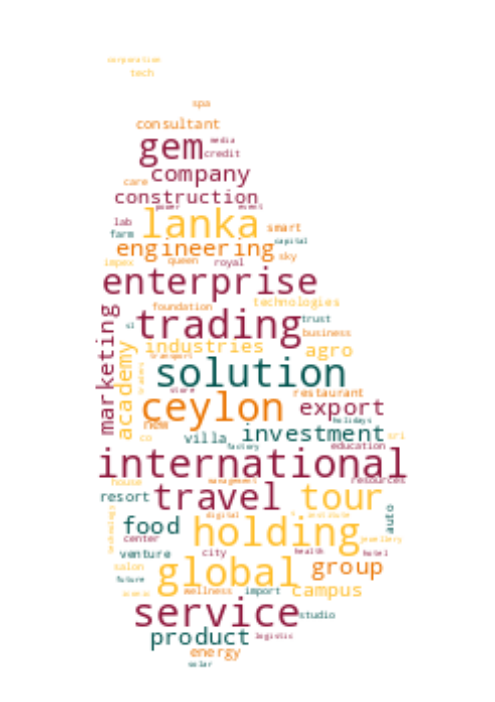 corporation
tech
spa
consultant
media
gem credit
company
care
construction
power event
lab lanka smart
farm capital
engineering
impex queen royal sky
enterprise
foundation technologies
marketing trading trust
sl business
academy industries agro
transport
solution
traders
store restaurant
ceylon export
new holidays
co villa investment sri
factory education
international
house management resources
resort travel tour
technology digital institute auto
food holding
center jewellery
venture city health hotel
salon global group
future
wellness import campus
service studio
product logistic
energy
solar